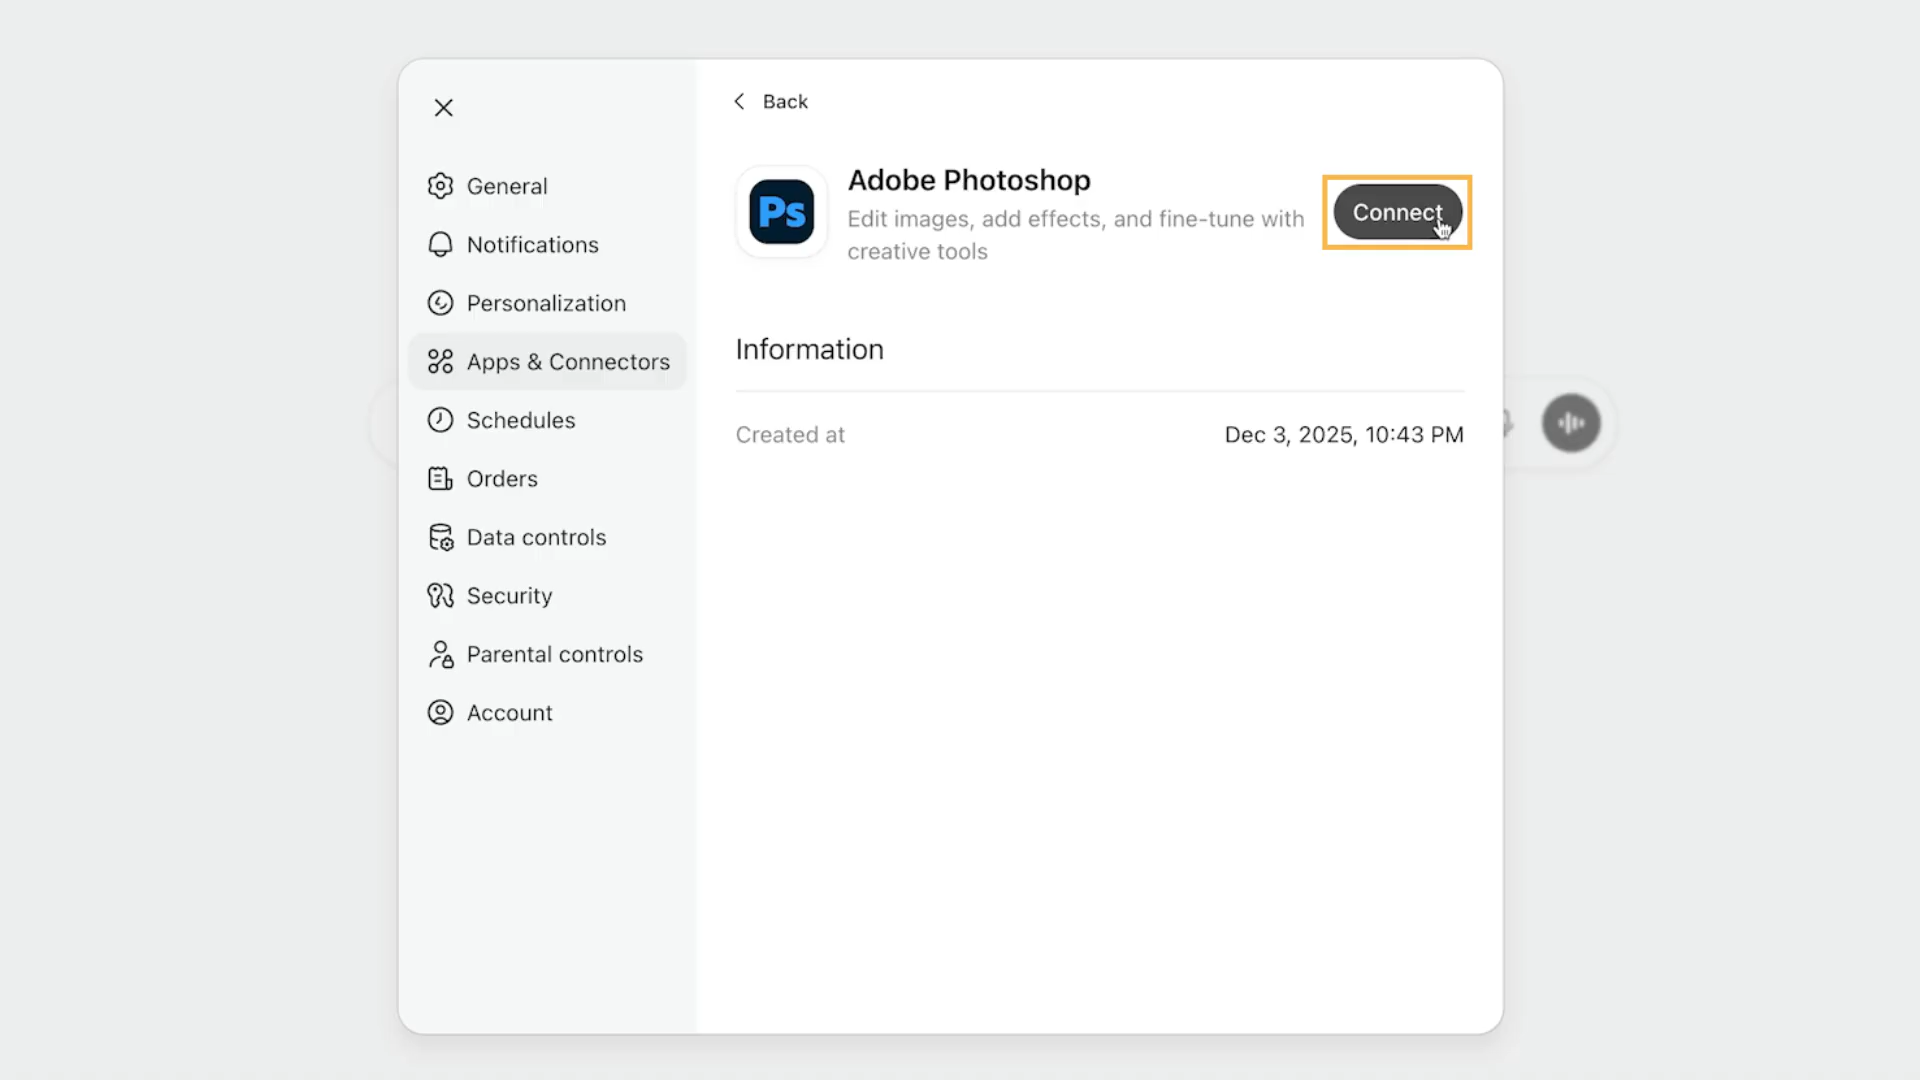 General
Notifications
Personalization
Apps & Connectors
Schedules
Orders
Data controls
Security
Parental controls
Account
Back
Ps
Adobe Photoshop
Edit images, add effects, and fine-tune with
creative tools
Connect
Information
Created at
Dec 3, 2025, 10:43 PM